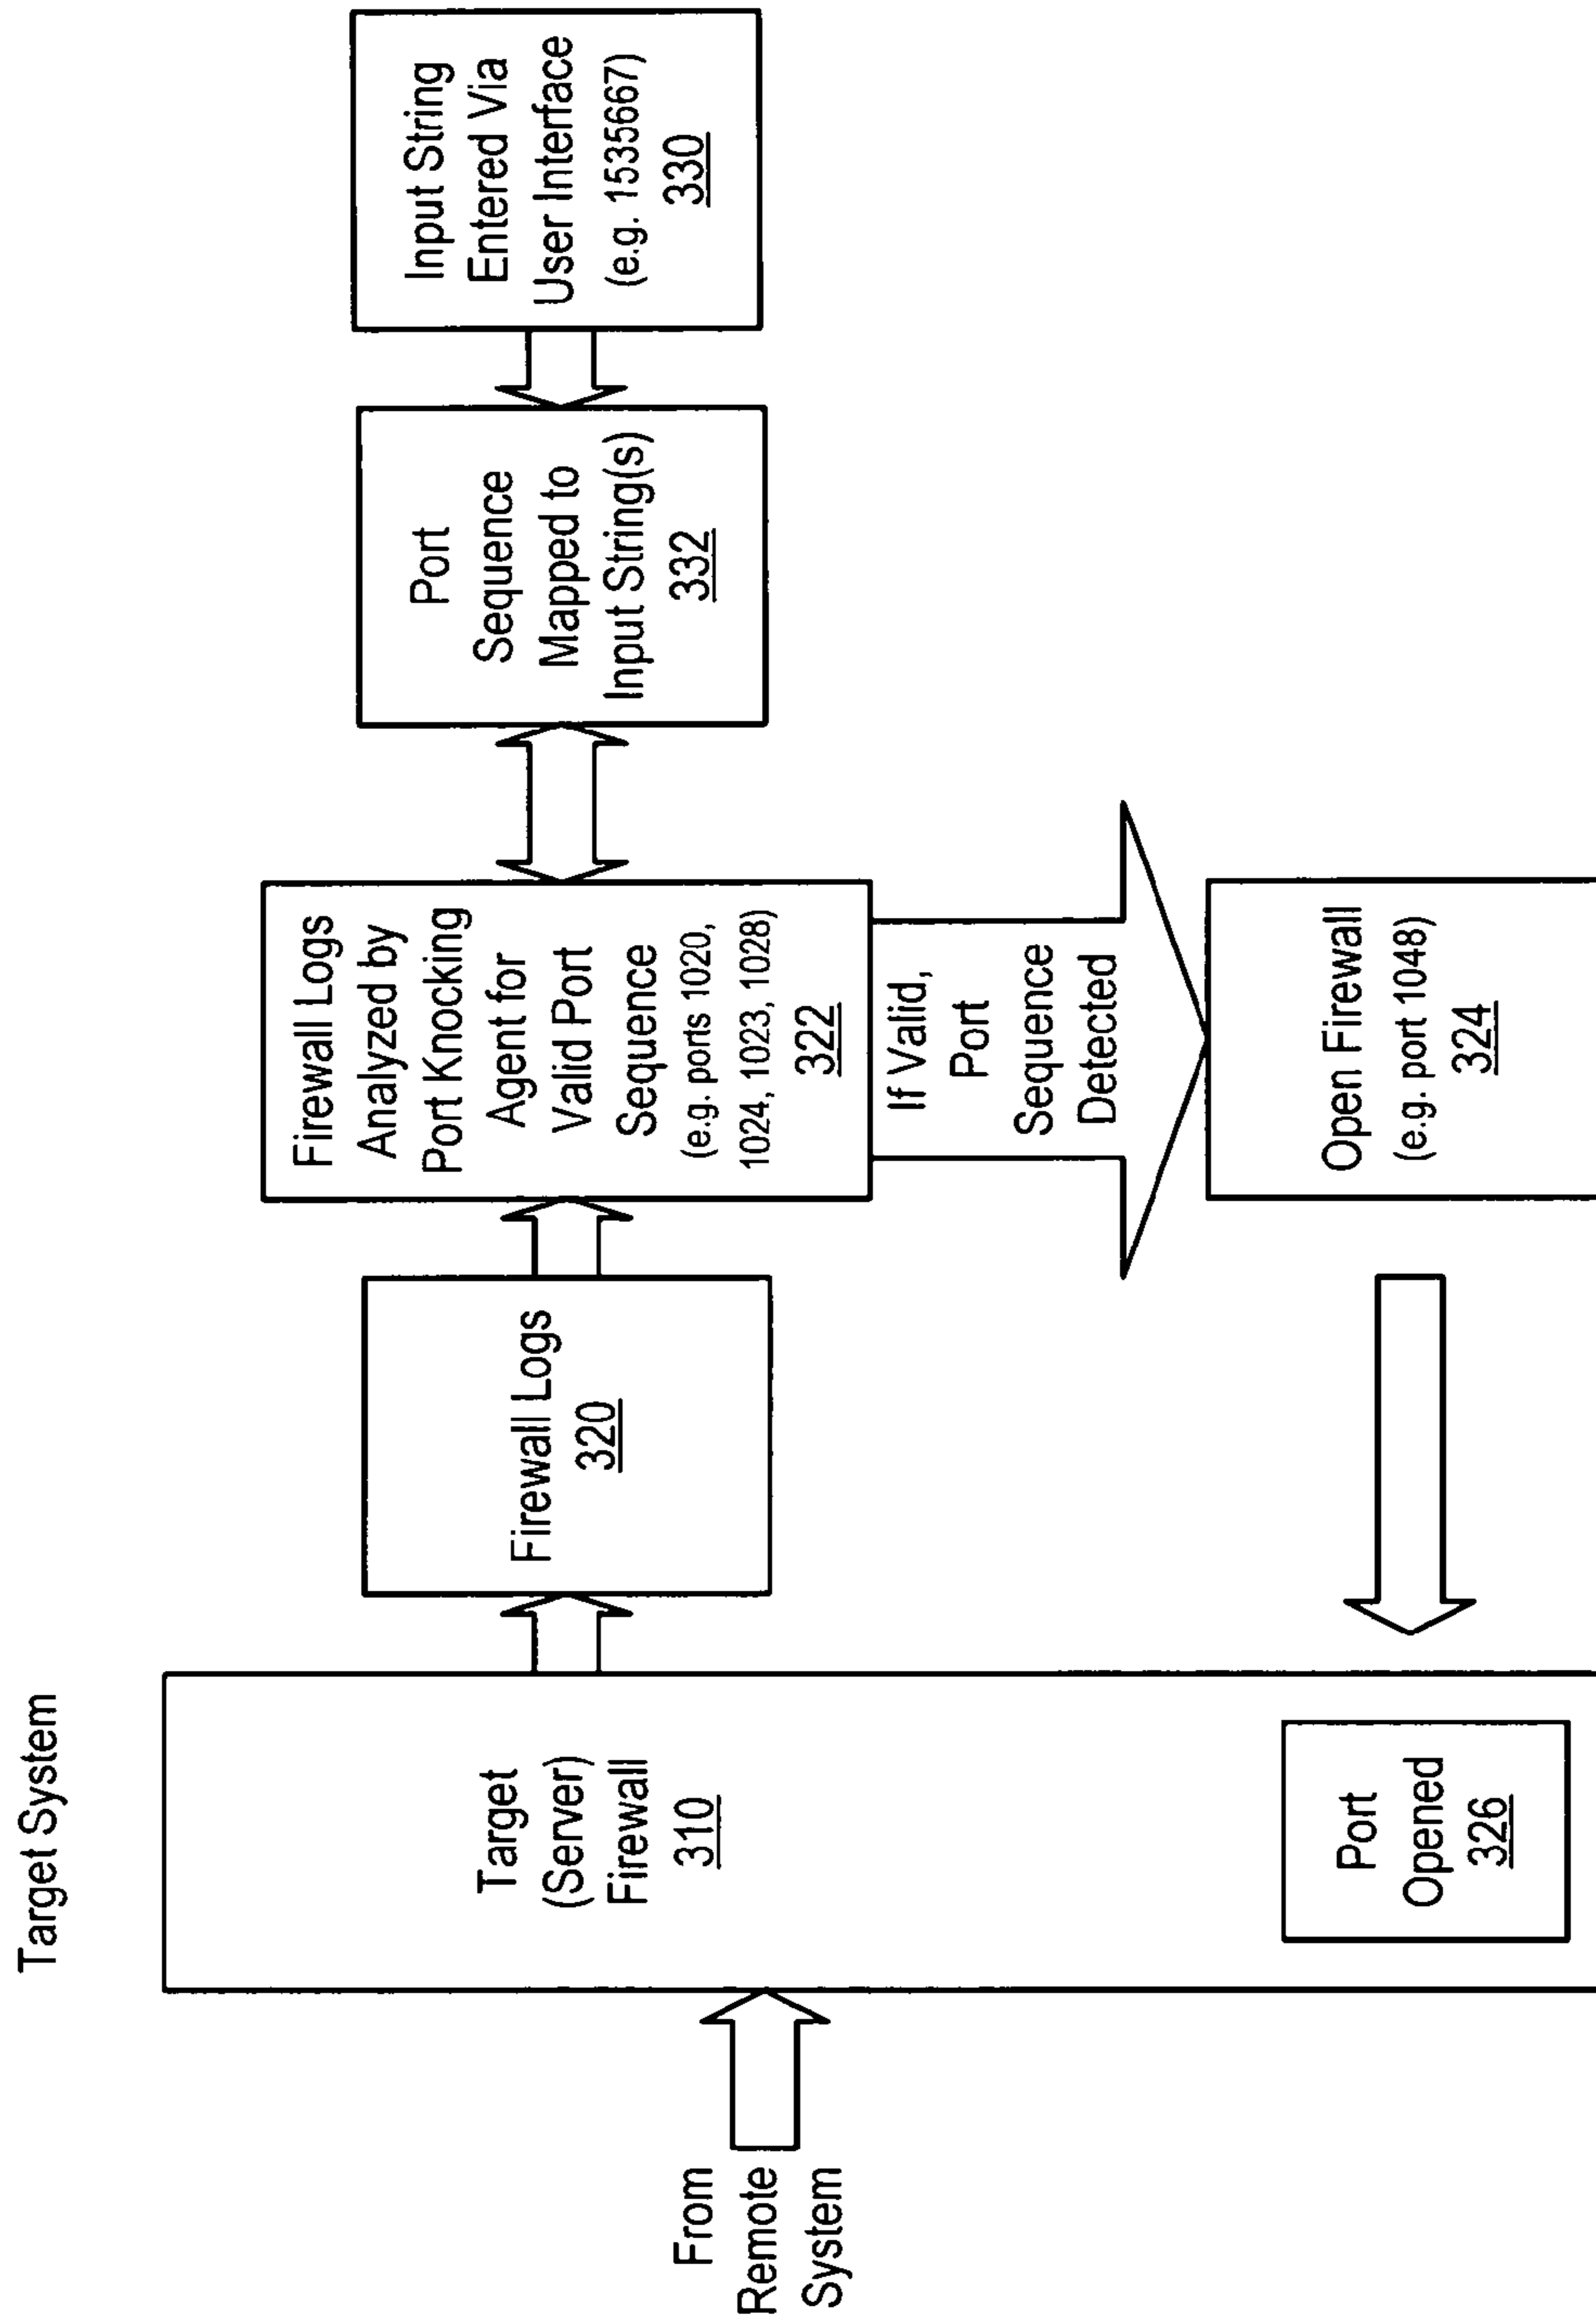 Target System
From
Remote
System
Target
(Server)
Firewall
310
Port
Opened
326
Firewall Logs
320
Firewall Logs
Analyzed by
Port Knocking
Agent for
Valid Port
Sequence
(e.g. ports 1020,
1024, 1023, 1028)
322
If Valid,
Port
Sequence
Detected
Open Firewall
(e.g. port 1048)
324
Port
Sequence
Mapped to
Input String(s)
332
Input String
Entered Via
User Interface
(e.g. 1535667)
330